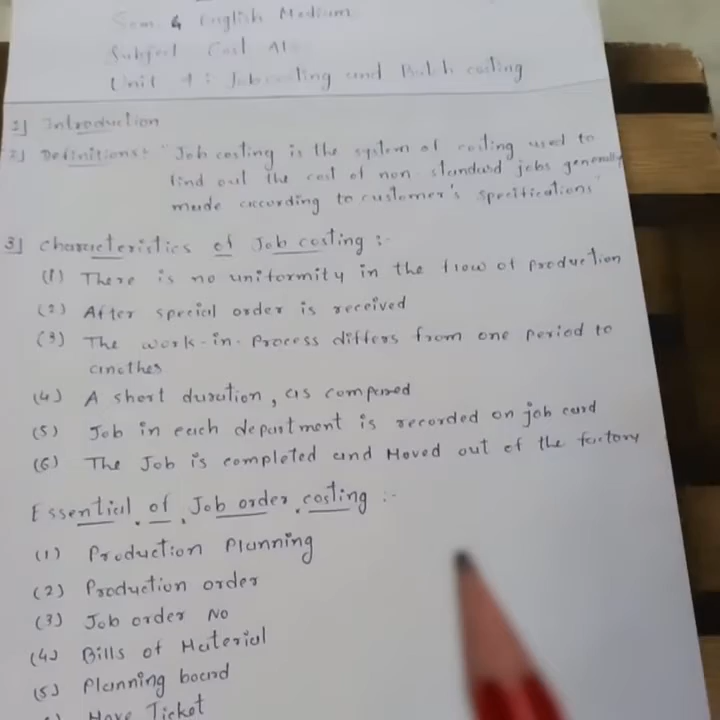 Sem 4 English Medium
Subject Cost A/c
Unit 4: Job costing and Batch costing
1] Introduction
2] Definitions:- "Job costing is the system of costing used to
find out the cost of non-standard jobs generally
made according to customer's specifications"
3] Characteristics of Job costing :-
(1) There is no uniformity in the flow of production
(2) After special order is received
(3) The work-in-Process differs from one period to
another
(4) A short duration, as compared
(5) Job in each department is recorded on job card
(6) The Job is completed and Moved out of the factory
Essential of Job order costing :-
(1) Production Planning
(2) Production order
(3) Job order No
(4) Bills of Material
(5) Planning board
Move Ticket